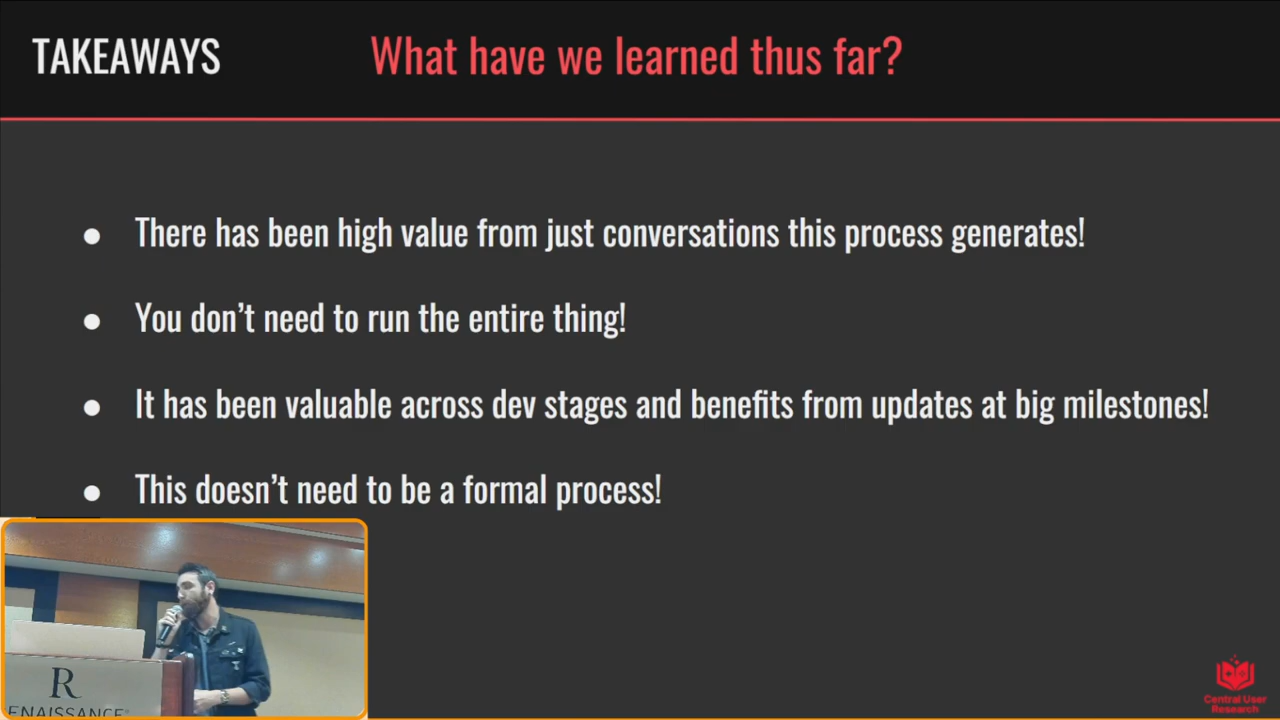 TAKEAWAYS
What have we learned thus far?
● There has been high value from just conversations this process generates!
● You don’t need to run the entire thing!
● It has been valuable across dev stages and benefits from updates at big milestones!
● This doesn’t need to be a formal process!
R
ENAISSANCE
Central User
Research